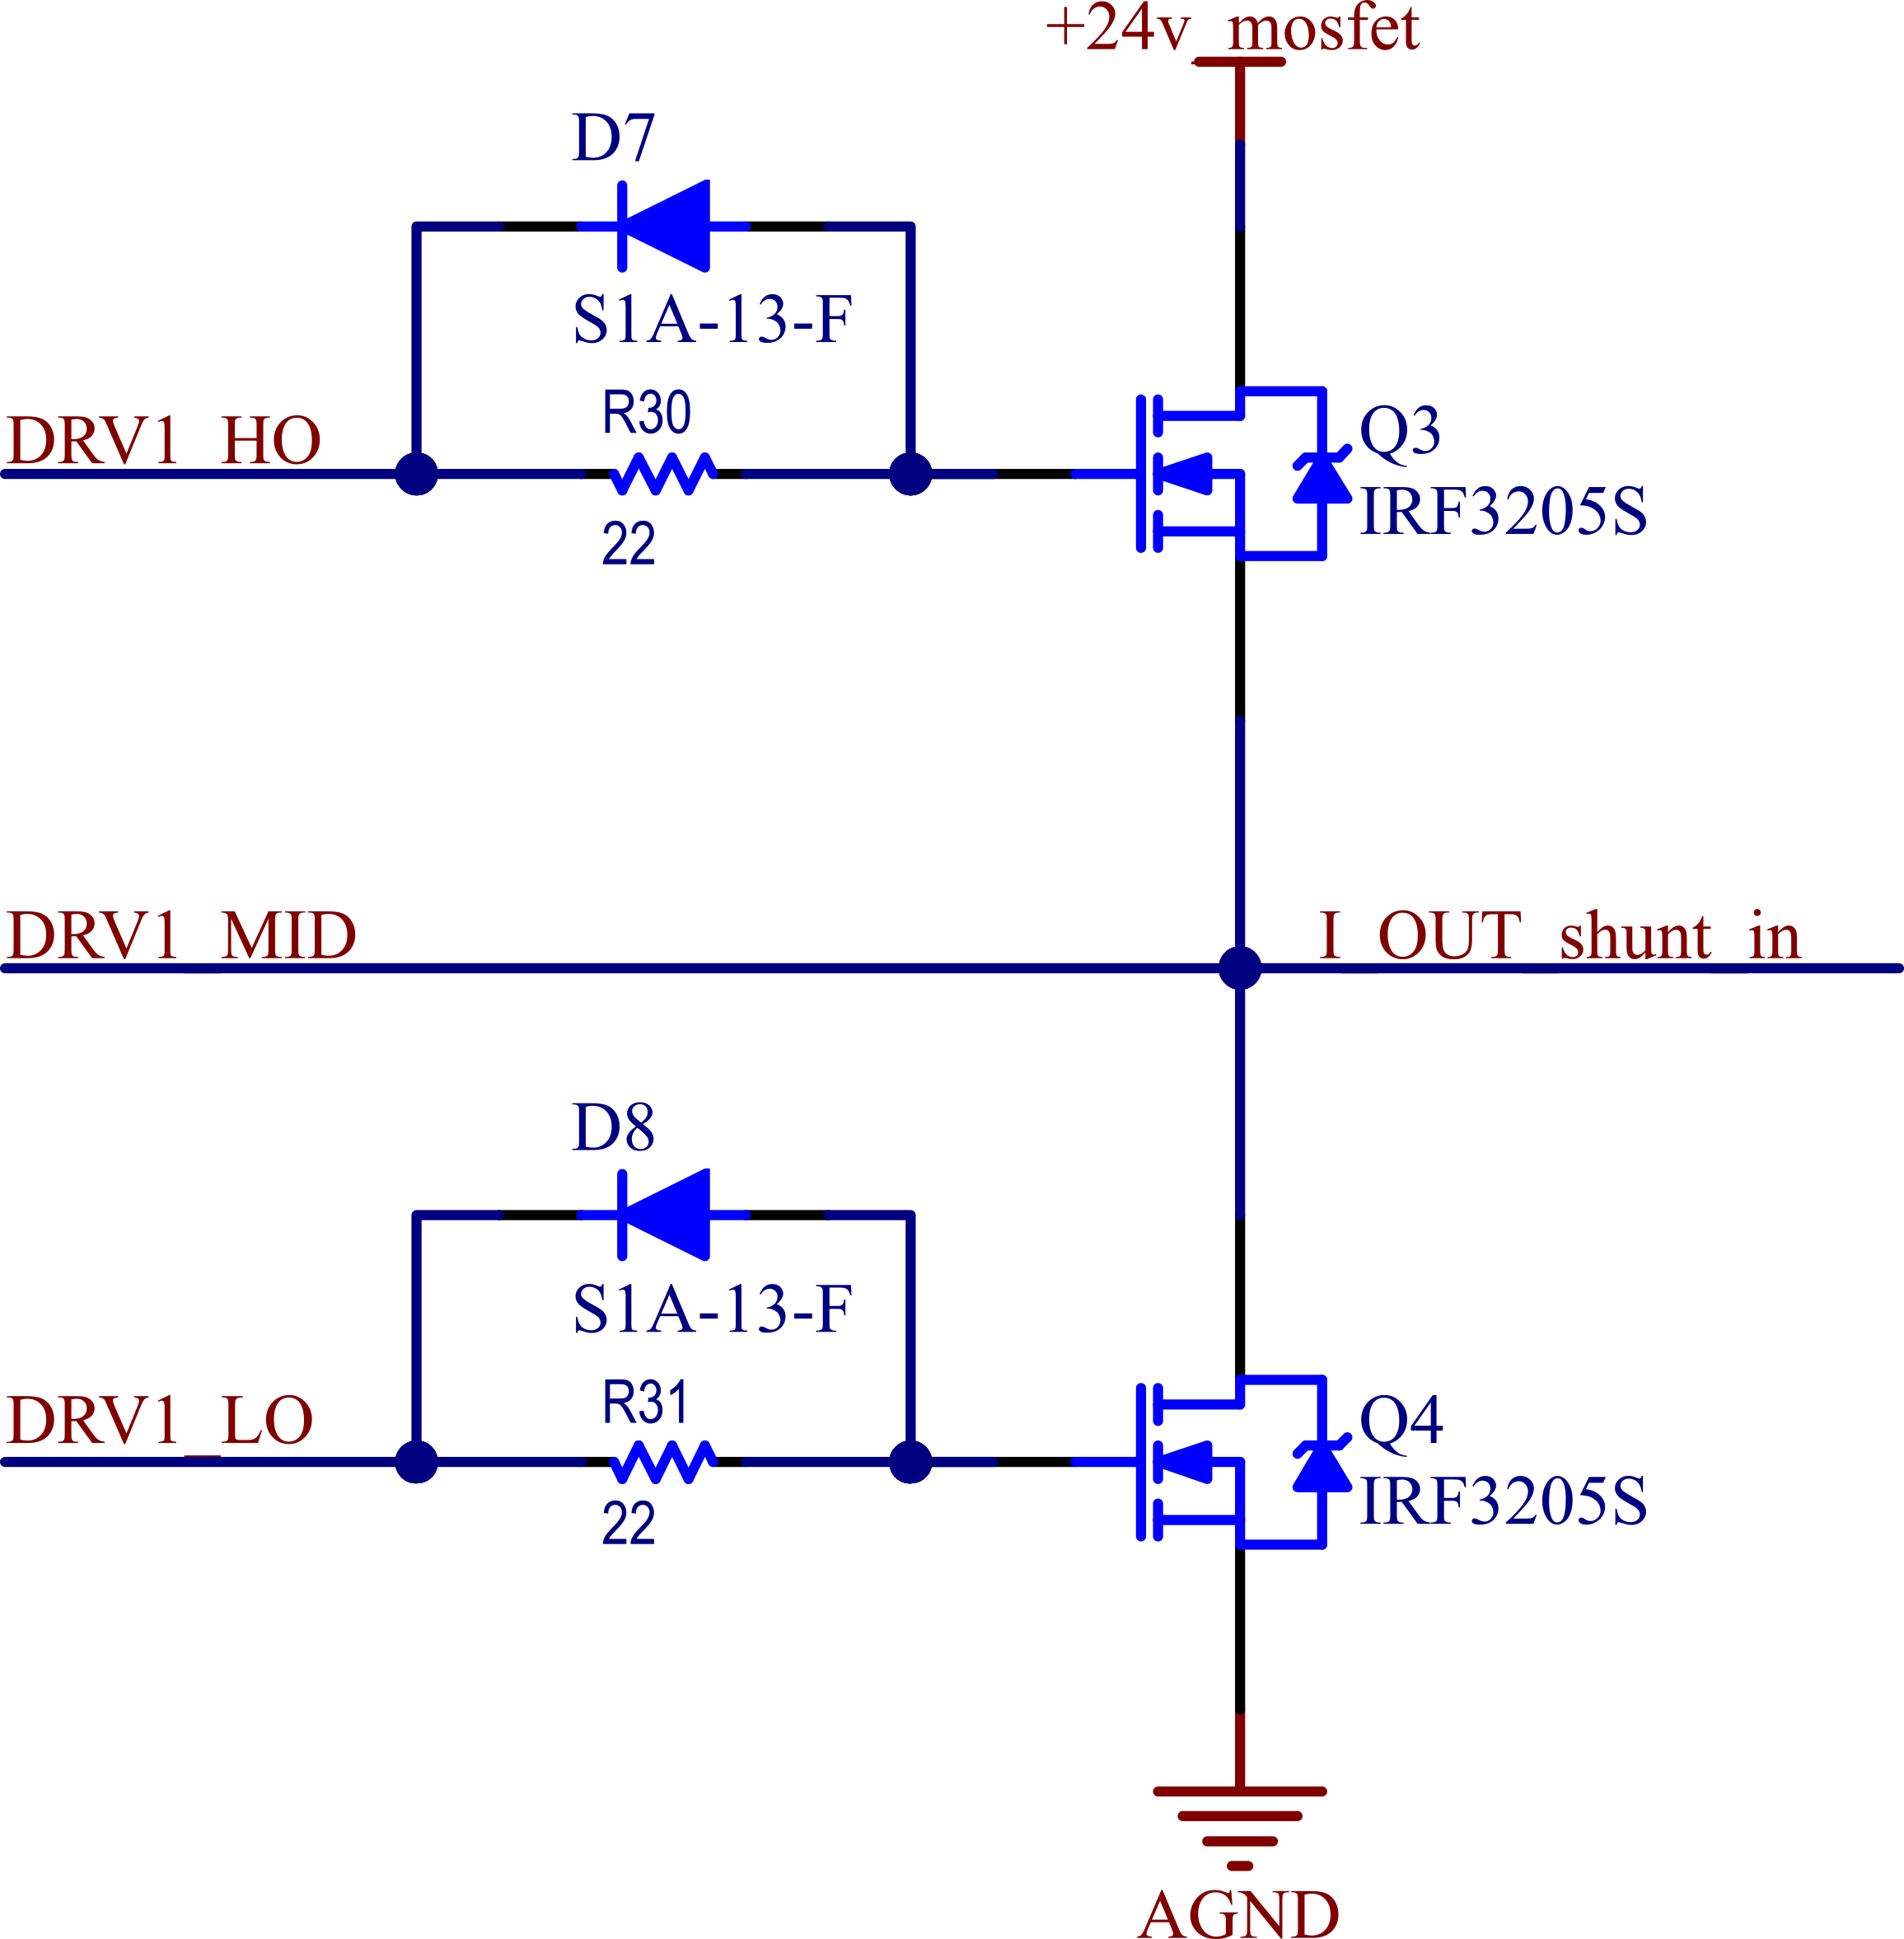 +24v_mosfet
D7
S1A-13-F
R30
DRV1_HO
22
Q3
IRF3205S
DRV1_MID
I_OUT_shunt_in
D8
S1A-13-F
R31
DRV1_LO
22
Q4
IRF3205S
AGND